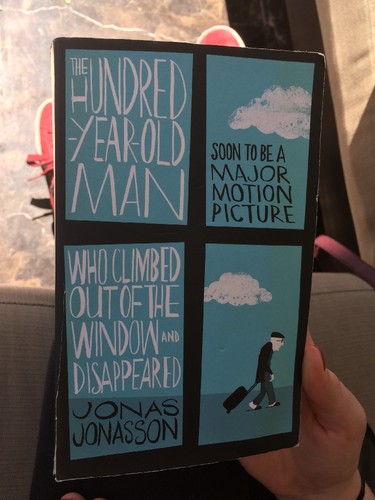 THE
HUNDRED
-YEAR-OLD
MAN
SOON TO BE A
MAJOR
MOTION
PICTURE
WHO CLIMBED
OUT OF THE
WINDOW AND
DISAPPEARED
JONAS
JONASSON